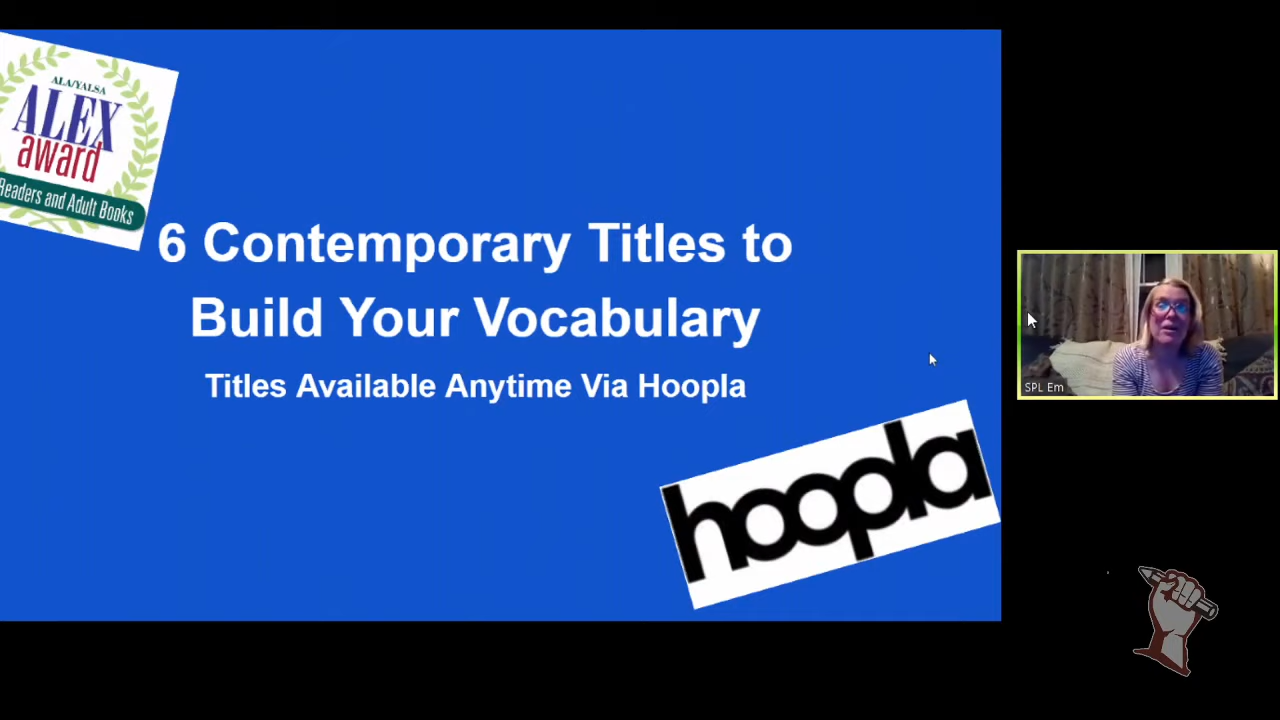 ALA/YALSA
ALEX
award
Readers and Adult Books
6 Contemporary Titles to
Build Your Vocabulary
Titles Available Anytime Via Hoopla
hoopla
SPL Em